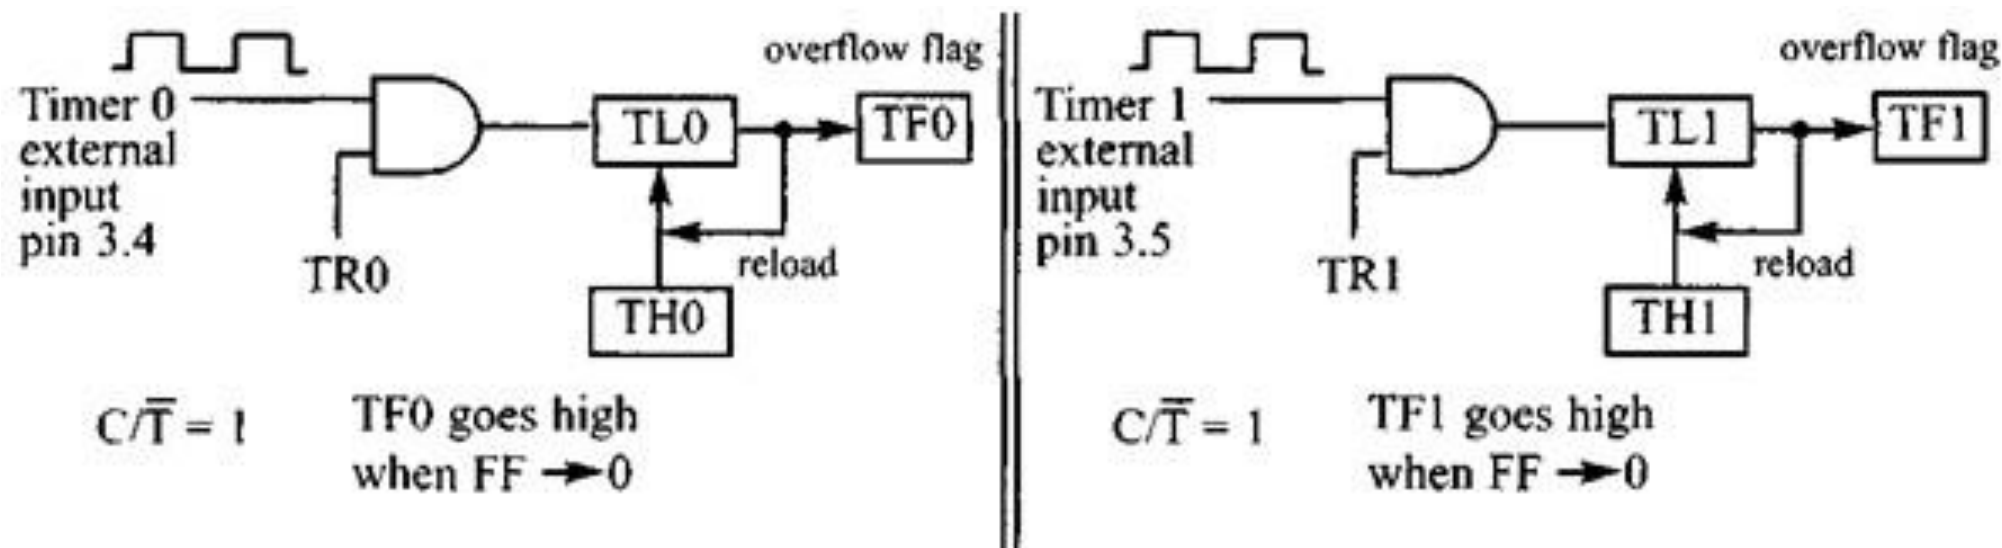 overflow flag
Timer 0
external
input
pin 3.4
TR0
TL0
TF0
reload
TH0
C/T̅ = 1
TF0 goes high
when FF → 0
overflow flag
Timer 1
external
input
pin 3.5
TR1
TL1
TF1
reload
TH1
C/T̅ = 1
TF1 goes high
when FF → 0